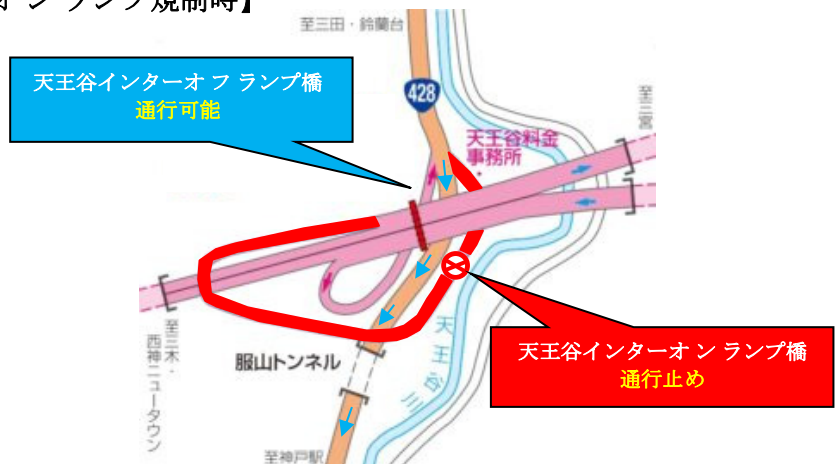 オ ン ランプ規制時】
至三田・鈴蘭台
天王谷インターオ フ ランプ橋
通行可能
428
至三宮
天王谷料金
事務所
至三木・
西神ニュータウン
服山トンネル
天王谷
天王谷インターオ ン ランプ橋
通行止め
至神戸駅